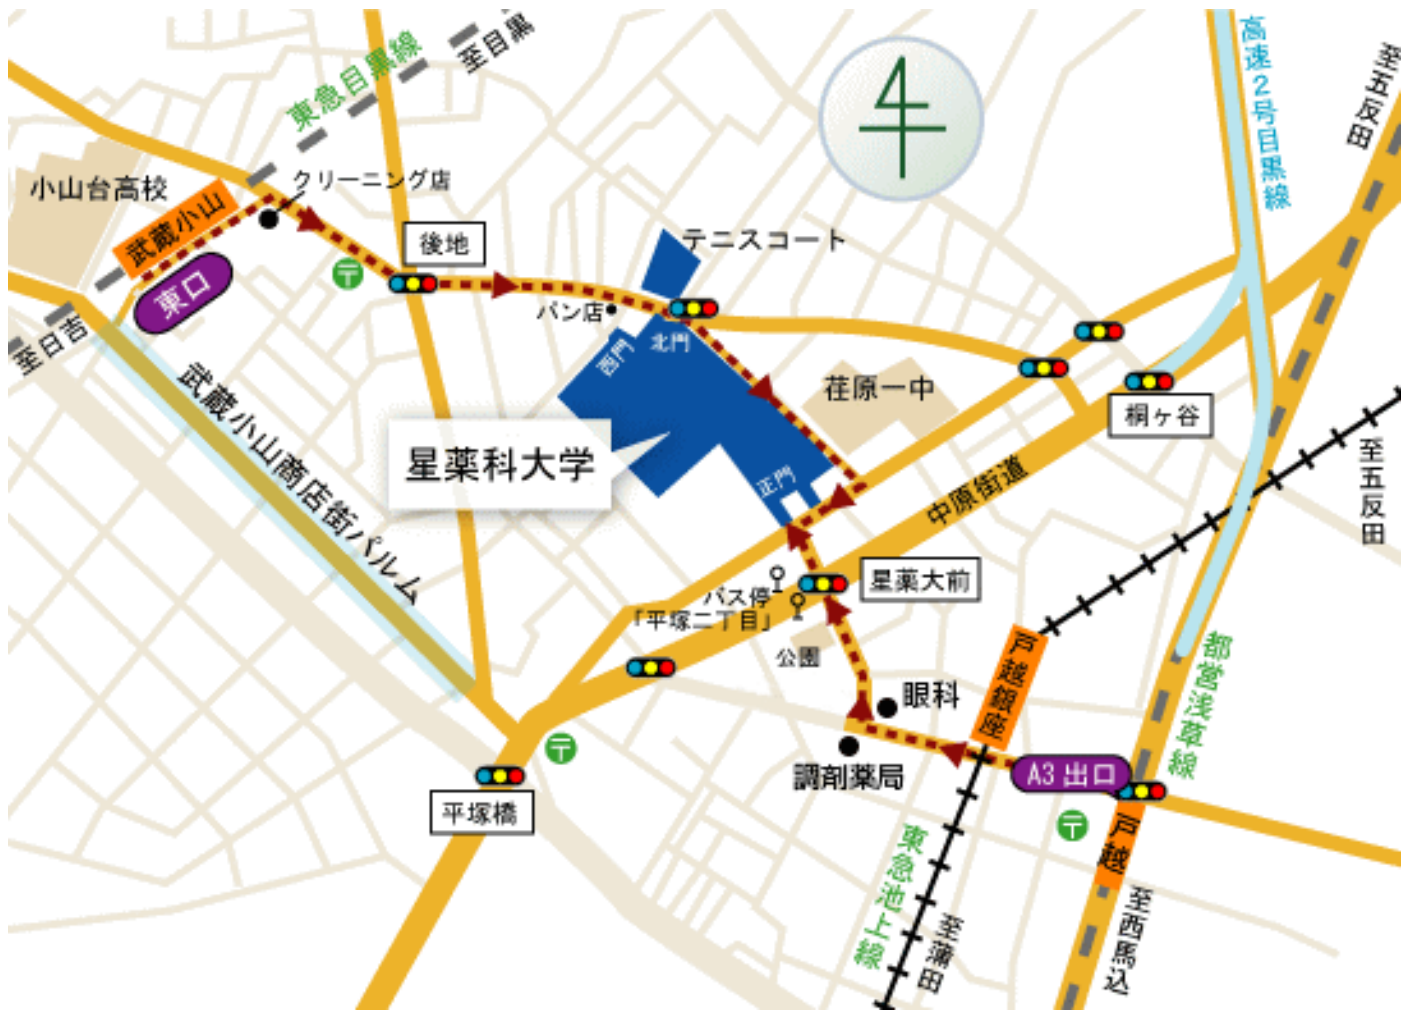 至目黒
東急目黒線
高速2号目黒線
至五反田
小山台高校
クリーニング店
武蔵小山
東口
後地
テニスコート
パン店
北門
西門
至日吉
荏原一中
桐ヶ谷
武蔵小山商店街パルム
星薬科大学
正門
中原街道
至五反田
星薬大前
バス停
「平塚二丁目」
公園
戸越銀座
都営浅草線
眼科
調剤薬局
A3 出口
平塚橋
戸越
東急池上線
至蒲田
至西馬込